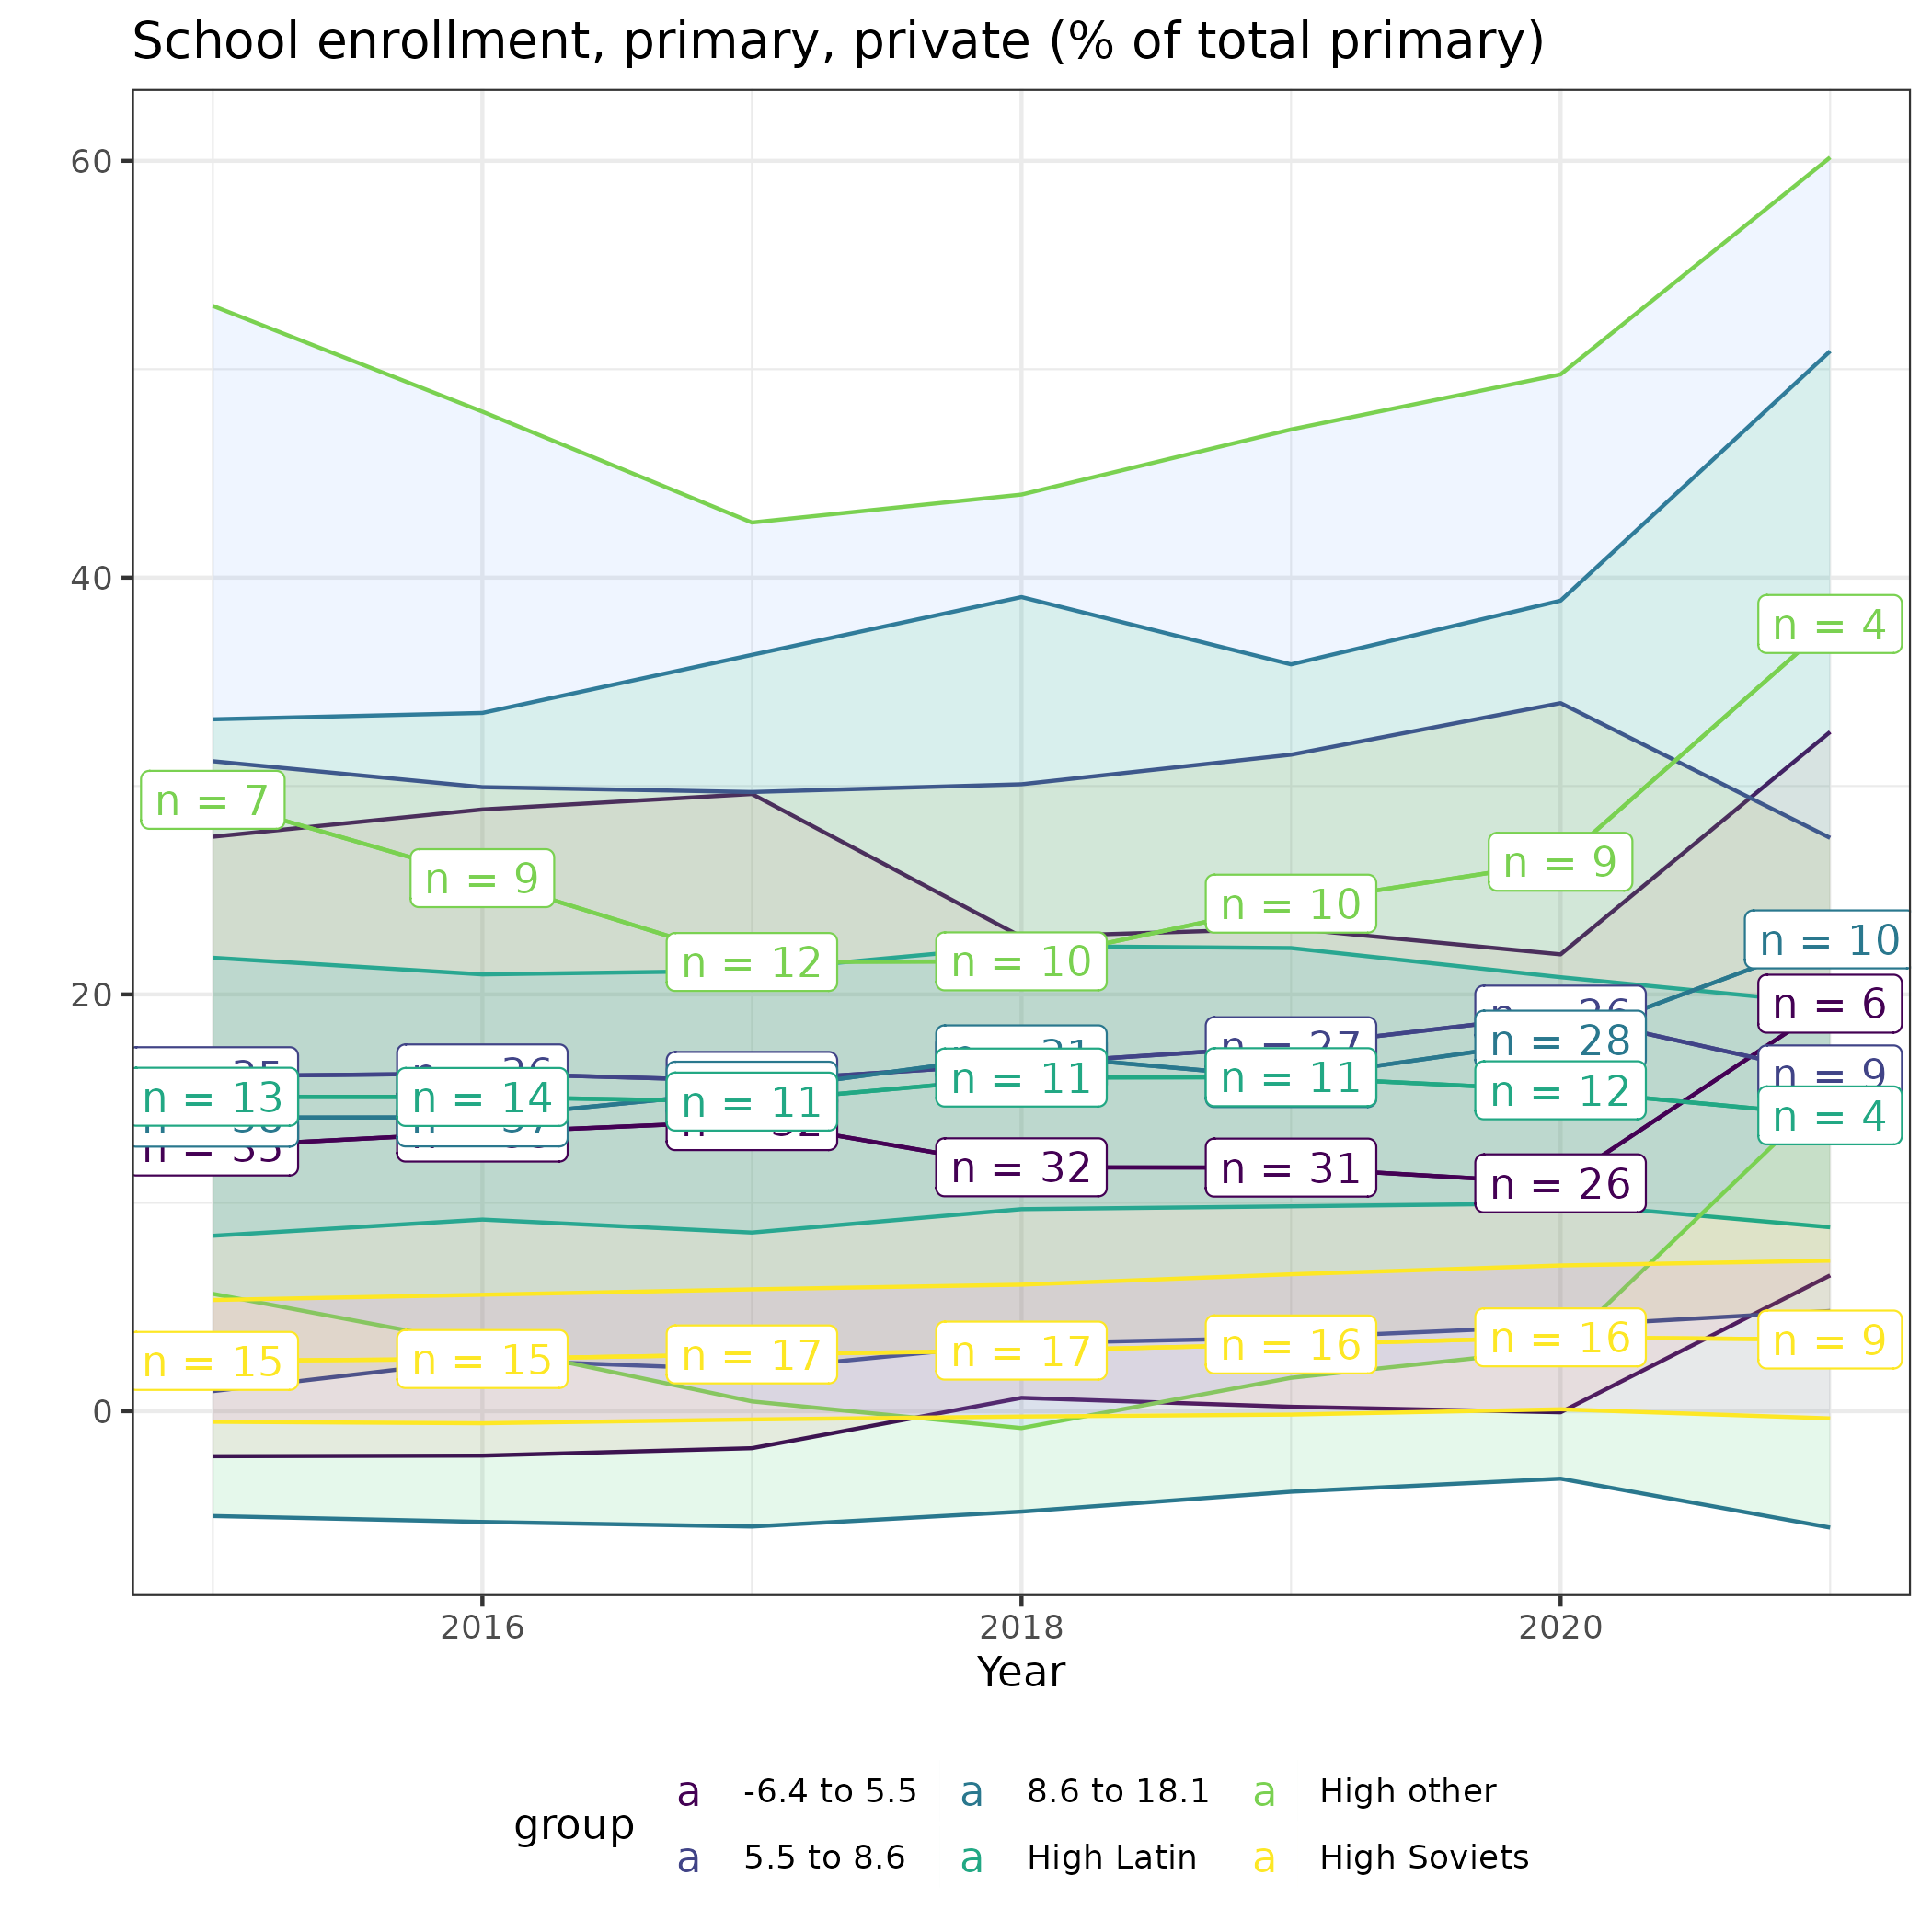 School enrollment, primary, private (% of total primary)
60
40
20
0
n = 4
n = 7
n = 9
n = 9
n = 10
n = 12
n = 10
n = 10
n = 6
n = 27
n = 28
n = 9
n = 13
n = 14
n = 11
n = 11
n = 11
n = 12
n = 4
n = 35
n = 32
n = 31
n = 26
n = 15
n = 15
n = 17
n = 17
n = 16
n = 16
n = 9
2016
2018
2020
Year
group
a -6.4 to 5.5
a 8.6 to 18.1
a High other
a 5.5 to 8.6
a High Latin
a High Soviets